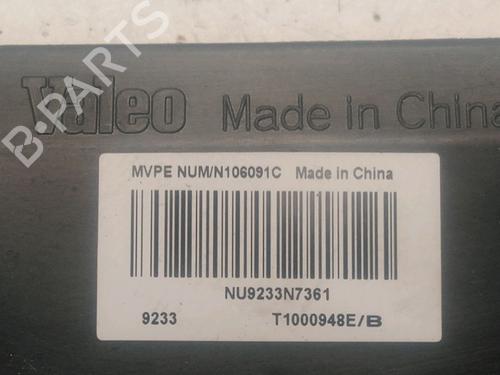 Valeo Made in China
B-PARTS
MVPE NUM/N106091C Made in China
NU9233N7361
9233 T1000948E/B